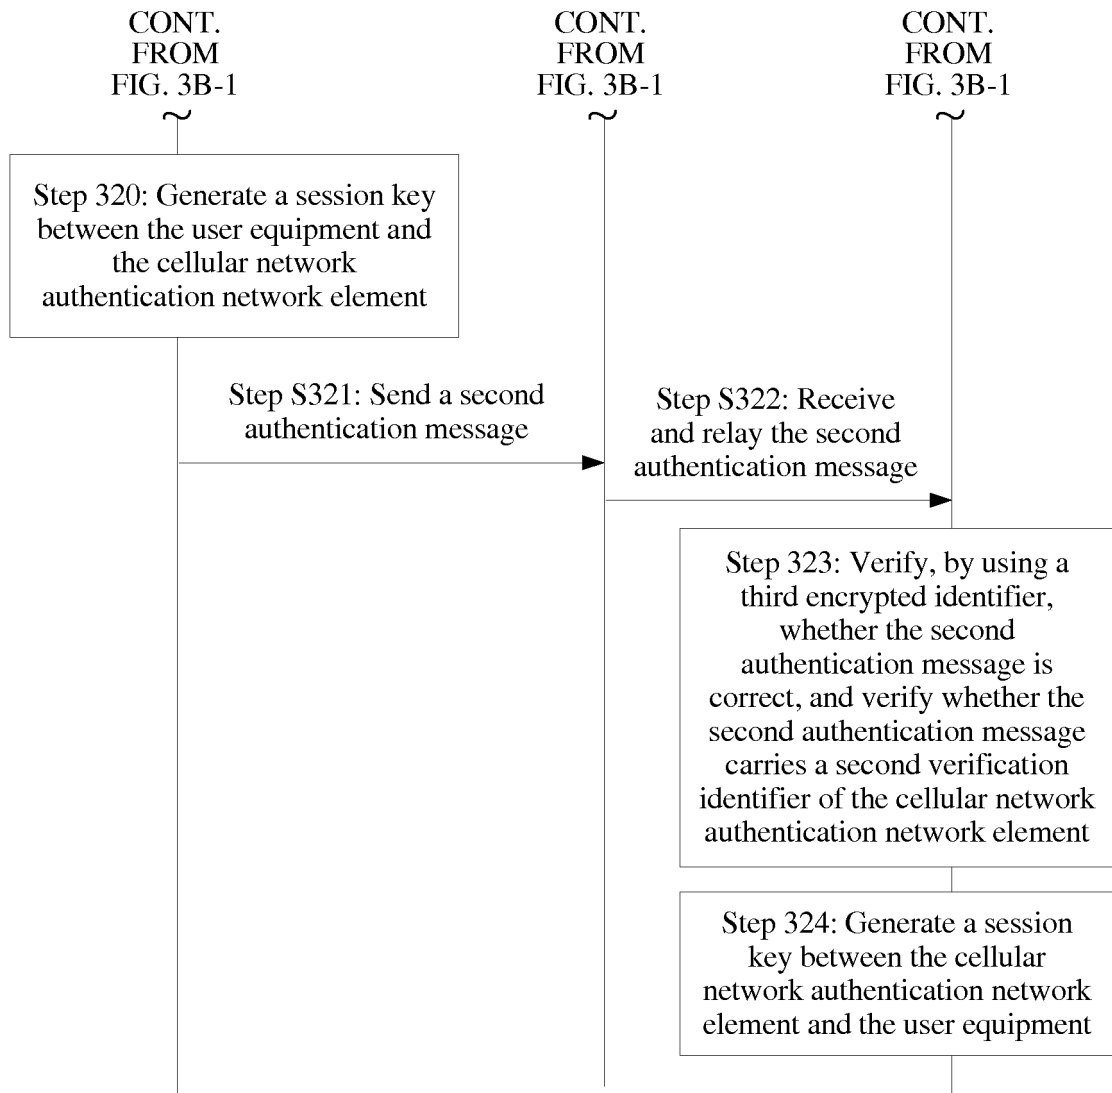 CONT.
FROM
FIG. 3B-1
CONT.
FROM
FIG. 3B-1
CONT.
FROM
FIG. 3B-1
Step 320: Generate a session key
between the user equipment and
the cellular network
authentication network element
Step S321: Send a second
authentication message
Step S322: Receive
and relay the second
authentication message
Step 323: Verify, by using a
third encrypted identifier,
whether the second
authentication message is
correct, and verify whether the
second authentication message
carries a second verification
identifier of the cellular network
authentication network element
Step 324: Generate a session
key between the cellular
network authentication network
element and the user equipment